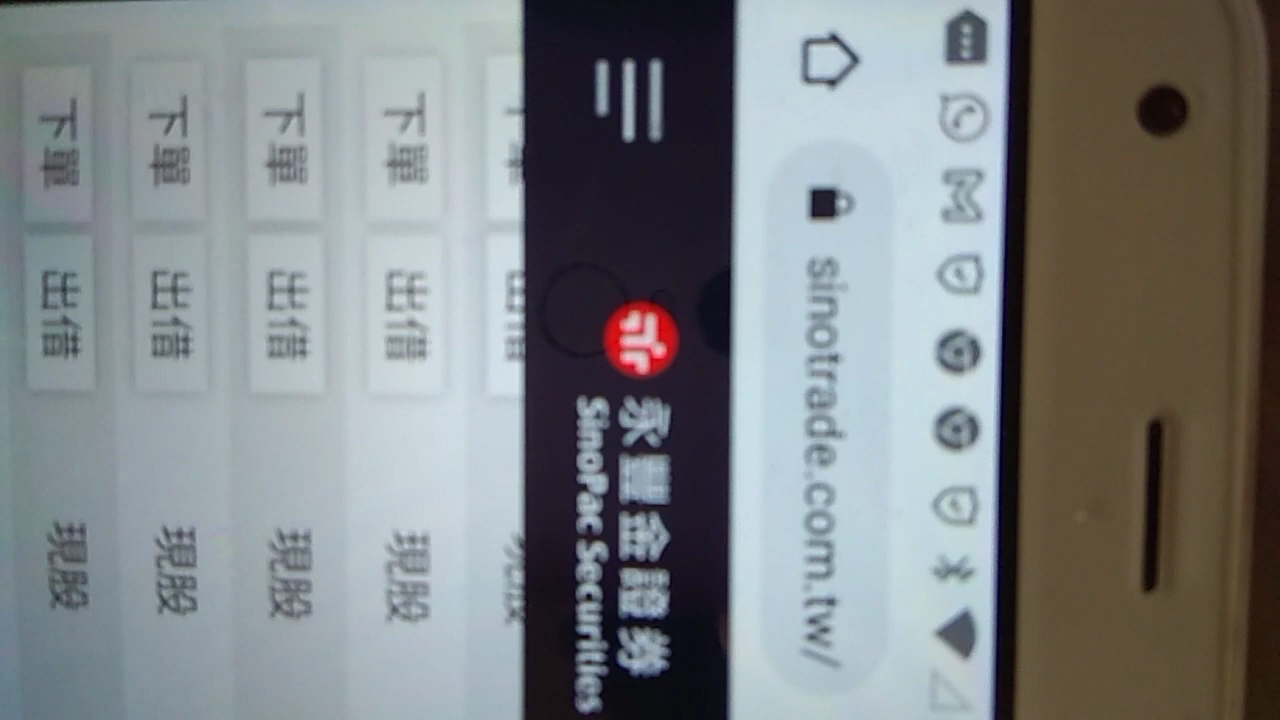 sinotrade.com.tw/
永豐金證券
SinoPac Securities
下單 出借 現股
下單 出借 現股
下單 出借 現股
下單 出借 現股